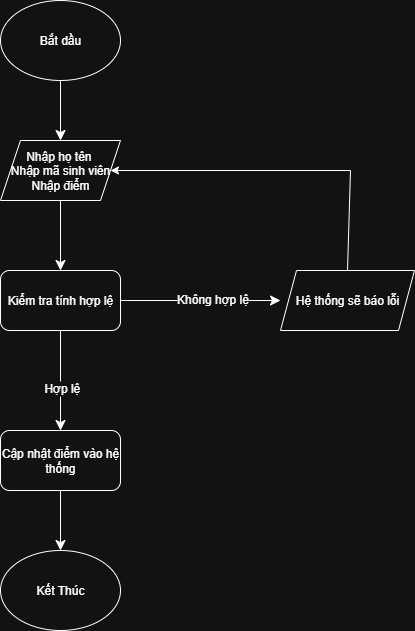 Bắt dầu
Nhập họ tên
Nhập mã sinh viên
Nhập điểm
Kiểm tra tính hợp lệ
Không hợp lệ
Hệ thống sẽ báo lỗi
Hợp lệ
Cập nhật điểm vào hệ
thống
Kết Thúc